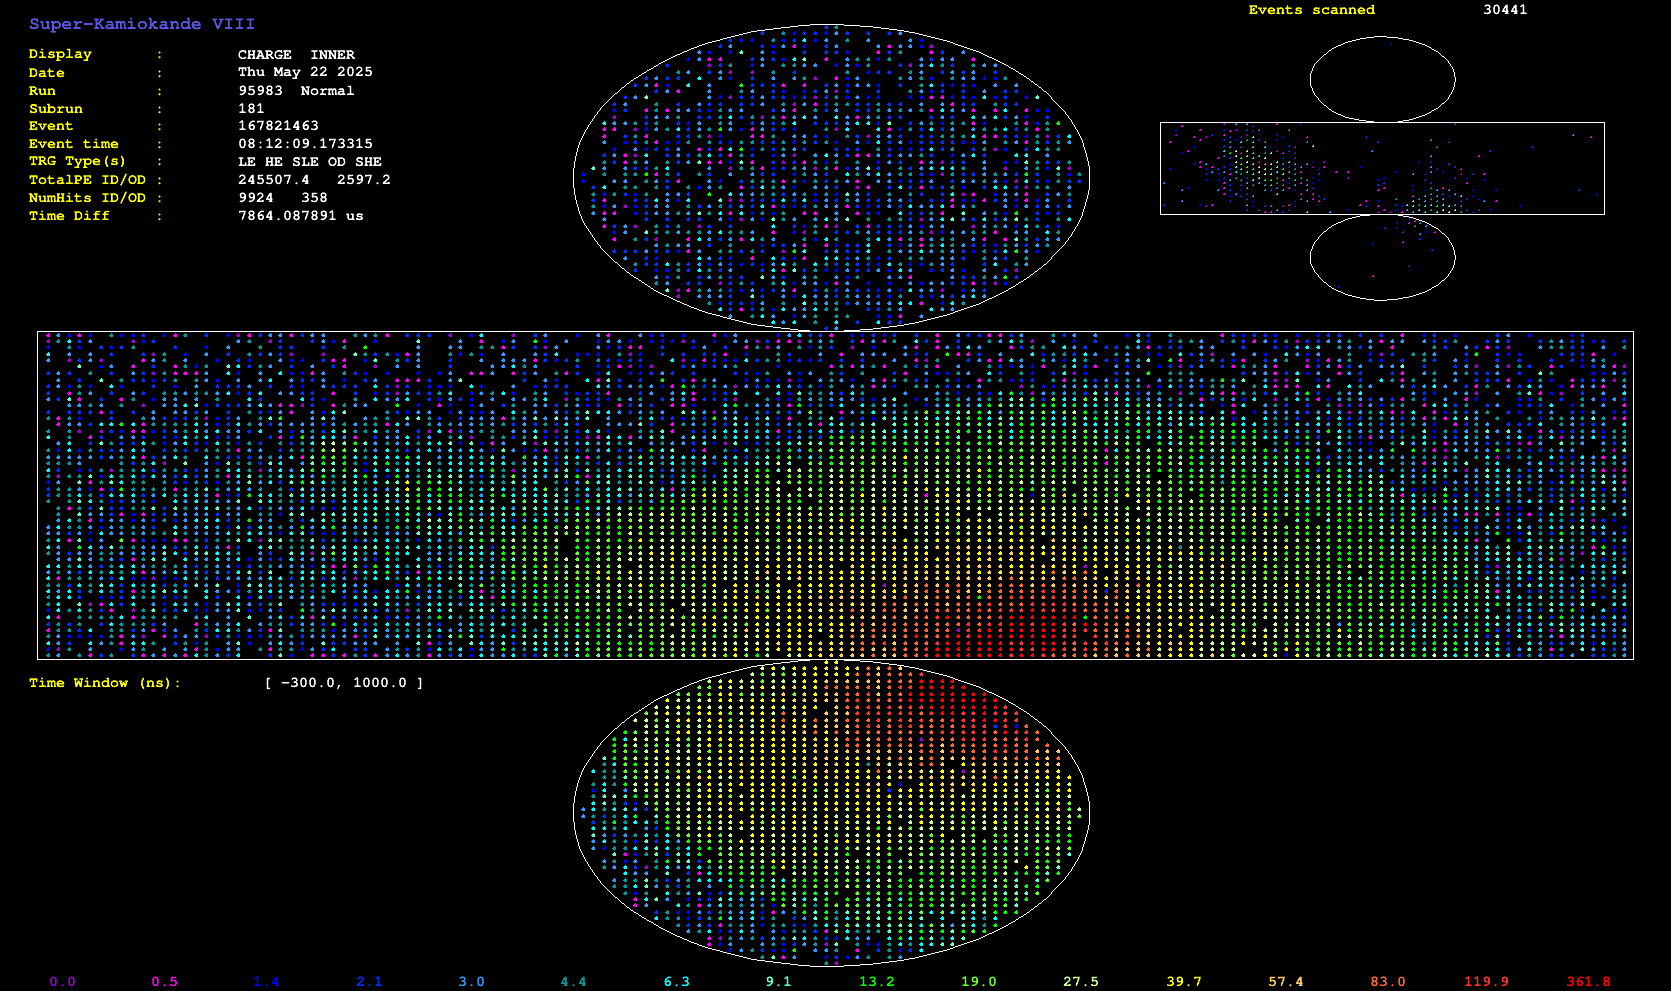 Super-Kamiokande VIII
Events scanned 30441
Display : CHARGE INNER
Date : Thu May 22 2025
Run : 95983 Normal
Subrun : 181
Event : 167821463
Event time : 08:12:09.173315
TRG Type(s) : LE HE SLE OD SHE
TotalPE ID/OD : 245507.4 2597.2
NumHits ID/OD : 9924 358
Time Diff : 7864.087891 us
Time Window (ns): [ -300.0, 1000.0 ]
0.0 0.5 1.4 2.1 3.0 4.4 6.3 9.1 13.2 19.0 27.5 39.7 57.4 83.0 119.9 361.8